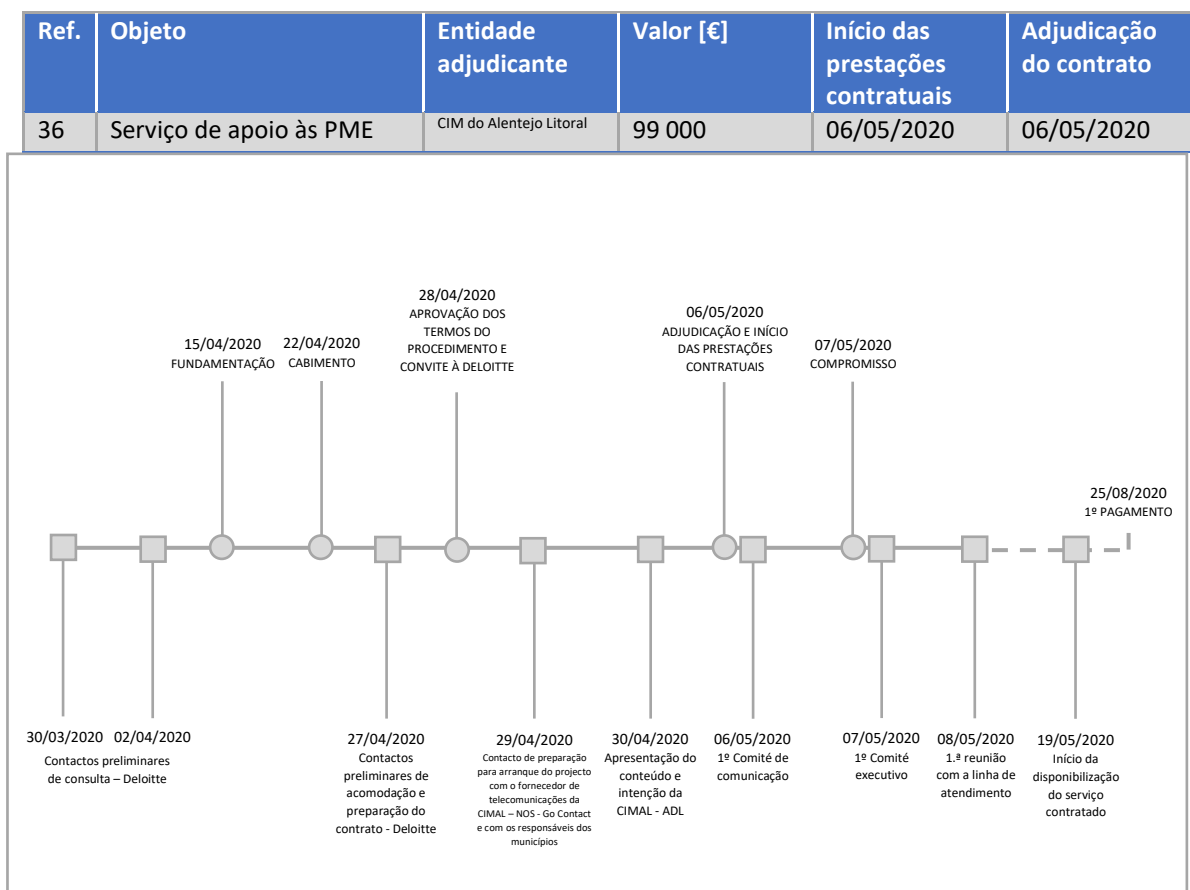 Ref. Objeto Entidade adjudicante Valor [€] Início das prestações contratuais Adjudicação do contrato
36 Serviço de apoio às PME CIM do Alentejo Litoral 99 000 06/05/2020 06/05/2020
28/04/2020
APROVAÇÃO DOS
TERMOS DO
PROCEDIMENTO E
CONVITE À DELOITTE
15/04/2020
FUNDAMENTAÇÃO
22/04/2020
CABIMENTO
06/05/2020
ADJUDICAÇÃO E INÍCIO
DAS PRESTAÇÕES
CONTRATUAIS
07/05/2020
COMPROMISSO
25/08/2020
1º PAGAMENTO
30/03/2020 02/04/2020
Contactos preliminares
de consulta – Deloitte
27/04/2020
Contactos
preliminares de
acomodação e
preparação do
contrato - Deloitte
29/04/2020
Contacto de preparação
para arranque do projecto
com o fornecedor de
telecomunicações da
CIMAL – NOS - Go Contact
e com os responsáveis dos
municípios
30/04/2020
Apresentação do
conteúdo e
intenção da
CIMAL - ADL
06/05/2020
1º Comité de
comunicação
07/05/2020
1º Comité
executivo
08/05/2020
1.ª reunião
com a linha de
atendimento
19/05/2020
Início da
disponibilização
do serviço
contratado